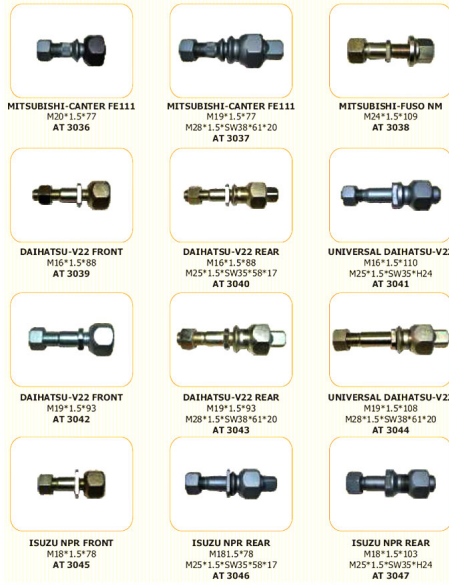 MITSUBISHI-CANTER FE111
M20*1.5*77
AT 3036
MITSUBISHI-CANTER FE111
M19*1.5*77
M28*1.5*SW38*61*20
AT 3037
MITSUBISHI-FUSO NM
M24*1.5*109
AT 3038
DAIHATSU-V22 FRONT
M16*1.5*88
AT 3039
DAIHATSU-V22 REAR
M16*1.5*88
M25*1.5*SW35*58*17
AT 3040
UNIVERSAL DAIHATSU-V22
M16*1.5*110
M25*1.5*SW35*H24
AT 3041
DAIHATSU-V22 FRONT
M19*1.5*93
AT 3042
DAIHATSU-V22 REAR
M19*1.5*93
M28*1.5*SW38*61*20
AT 3043
UNIVERSAL DAIHATSU-V22
M19*1.5*108
M28*1.5*SW38*61*20
AT 3044
ISUZU NPR FRONT
M18*1.5*78
AT 3045
ISUZU NPR REAR
M181.5*78
M25*1.5*SW35*58*17
AT 3046
ISUZU NPR REAR
M18*1.5*103
M25*1.5*SW35*H24
AT 3047